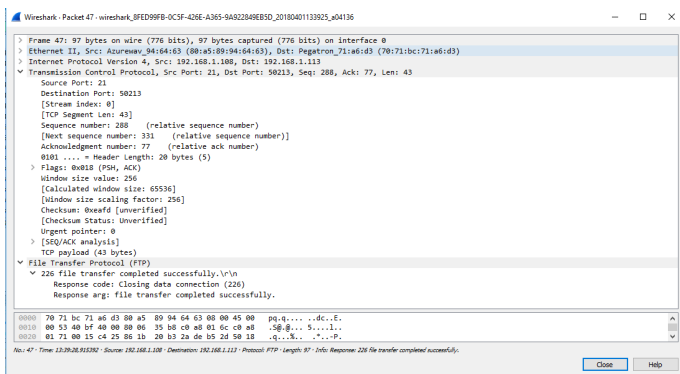 Wireshark · Packet 47 · wireshark_8FED99FB-0C5F-426E-A365-9A922849EB5D_20180401133925_a04136
Frame 47: 97 bytes on wire (776 bits), 97 bytes captured (776 bits) on interface 0
Ethernet II, Src: Azurewav_94:64:63 (80:a5:89:94:64:63), Dst: Pegatron_71:a6:d3 (70:71:bc:71:a6:d3)
Internet Protocol Version 4, Src: 192.168.1.108, Dst: 192.168.1.113
Transmission Control Protocol, Src Port: 21, Dst Port: 50213, Seq: 288, Ack: 77, Len: 43
Source Port: 21
Destination Port: 50213
[Stream index: 0]
[TCP Segment Len: 43]
Sequence number: 288 (relative sequence number)
[Next sequence number: 331 (relative sequence number)]
Acknowledgment number: 77 (relative ack number)
0101 .... = Header Length: 20 bytes (5)
Flags: 0x018 (PSH, ACK)
Window size value: 256
[Calculated window size: 65536]
[Window size scaling factor: 256]
Checksum: 0xeafd [unverified]
[Checksum Status: Unverified]
Urgent pointer: 0
[SEQ/ACK analysis]
TCP payload (43 bytes)
File Transfer Protocol (FTP)
226 file transfer completed successfully.\r\n
Response code: Closing data connection (226)
Response arg: file transfer completed successfully.
0000 70 71 bc 71 a6 d3 80 a5 89 94 64 63 08 00 45 00 pq.q.... ..dc..E.
0010 00 53 40 bf 40 00 80 06 35 b8 c0 a8 01 6c c0 a8 .S@.@... 5....l..
0020 01 71 00 15 c4 25 86 1b 20 b3 2a de b5 2d 50 18 .q...%.. .*..-P.
No.: 47 · Time: 13:39:28.915392 · Source: 192.168.1.108 · Destination: 192.168.1.113 · Protocol: FTP · Length: 97 · Info: Response: 226 file transfer completed successfully.
Close Help